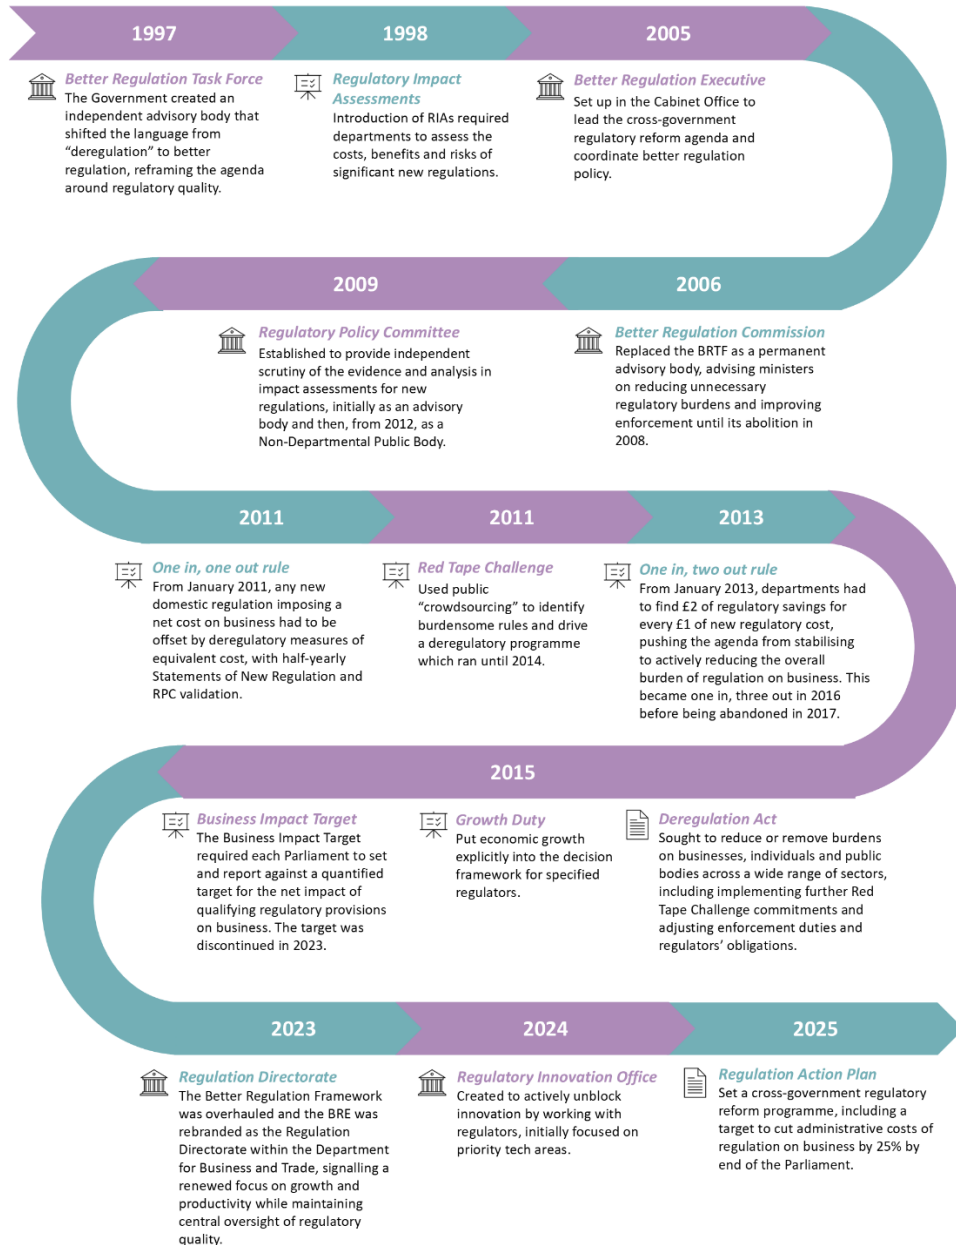 1997
1998
2005
Better Regulation Task Force
The Government created an
independent advisory body that
shifted the language from
“deregulation” to better
regulation, reframing the agenda
around regulatory quality.
Regulatory Impact
Assessments
Introduction of RIAs required
departments to assess the
costs, benefits and risks of
significant new regulations.
Better Regulation Executive
Set up in the Cabinet Office to
lead the cross-government
regulatory reform agenda and
coordinate better regulation
policy.
2006
2009
Better Regulation Commission
Replaced the BRTF as a permanent
advisory body, advising ministers
on reducing unnecessary
regulatory burdens and improving
enforcement until its abolition in
2008.
Regulatory Policy Committee
Established to provide independent
scrutiny of the evidence and analysis in
impact assessments for new
regulations, initially as an advisory
body and then, from 2012, as a
Non-Departmental Public Body.
2011
2011
2013
One in, one out rule
From January 2011, any new
domestic regulation imposing a
net cost on business had to be
offset by deregulatory measures of
equivalent cost, with half-yearly
Statements of New Regulation and
RPC validation.
Red Tape Challenge
Used public
“crowdsourcing” to identify
burdensome rules and drive
a deregulatory programme
which ran until 2014.
One in, two out rule
From January 2013, departments had
to find £2 of regulatory savings for
every £1 of new regulatory cost,
pushing the agenda from stabilising
to actively reducing the overall
burden of regulation on business. This
became one in, three out in 2016
before being abandoned in 2017.
2015
Business Impact Target
The Business Impact Target
required each Parliament to set
and report against a quantified
target for the net impact of
qualifying regulatory provisions
on business. The target was
discontinued in 2023.
Growth Duty
Put economic growth
explicitly into the decision
framework for specified
regulators.
Deregulation Act
Sought to reduce or remove burdens
on businesses, individuals and public
bodies across a wide range of sectors,
including implementing further Red
Tape Challenge commitments and
adjusting enforcement duties and
regulators’ obligations.
2023
2024
2025
Regulation Directorate
The Better Regulation Framework
was overhauled and the BRE was
rebranded as the Regulation
Directorate within the Department
for Business and Trade, signalling a
renewed focus on growth and
productivity while maintaining
central oversight of regulatory
quality.
Regulatory Innovation Office
Created to actively unblock
innovation by working with
regulators, initially focused on
priority tech areas.
Regulation Action Plan
Set a cross-government regulatory
reform programme, including a
target to cut administrative costs of
regulation on business by 25% by
end of the Parliament.